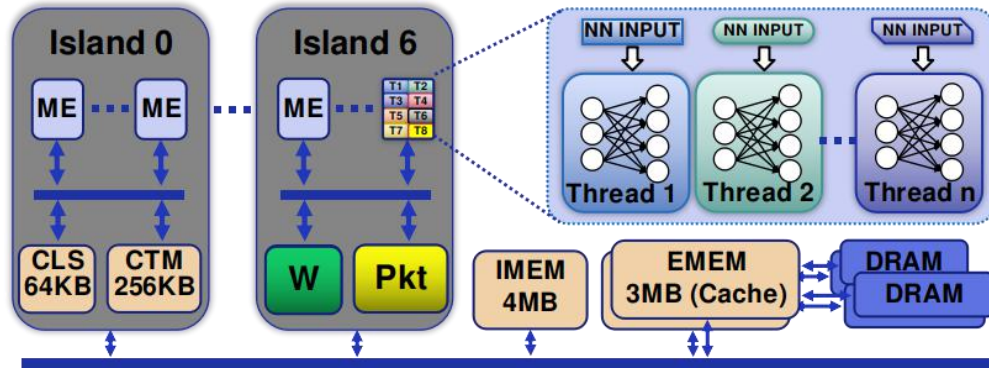 Island 0
ME
ME
CLS
64KB
CTM
256KB
Island 6
ME
T1 T2
T3 T4
T5 T6
T7 T8
W
Pkt
NN INPUT
NN INPUT
NN INPUT
Thread 1
Thread 2
Thread n
IMEM
4MB
EMEM
3MB (Cache)
DRAM
DRAM